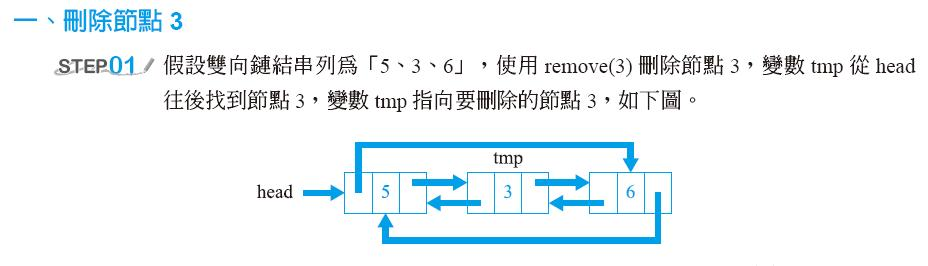 一、刪除節點 3
STEP01 假設雙向鏈結串列為「5、3、6」，使用 remove(3) 刪除節點 3，變數 tmp 從 head
往後找到節點 3，變數 tmp 指向要刪除的節點 3，如下圖。
tmp
head 5 3 6